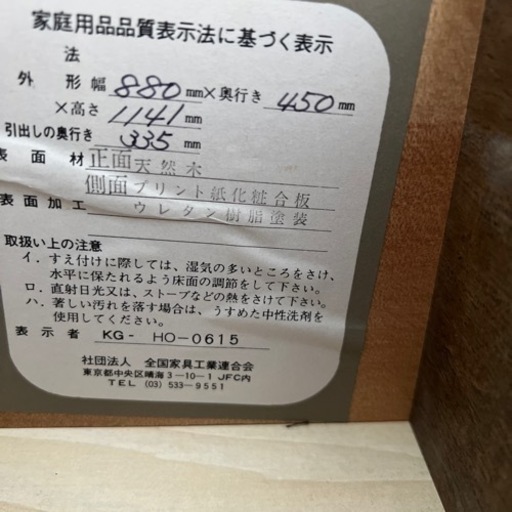 家庭用品品質表示法に基づく表示
法
外形 幅 880 mm × 奥行き 450 mm
×高さ 1141 mm
引出しの奥行き 335 mm
表面材 正面 天然木
側面 プリント紙化粧合板
表面加工 ウレタン樹脂塗装
取扱い上の注意
イ．すえ付けに際しては、湿気の多いところをさけ、
水平に保たれるよう床面の調節をして下さい。
ロ．直射日光又は、ストーブなどの熱をさけて下さい。
ハ．著しい汚れを落す場合は、うすめた中性洗剤を
使用してください。
表示者 KG- HO-0615
社団法人 全国家具工業連合会
東京都中央区晴海3-10-1 JFC内
TEL (03) 533-9551